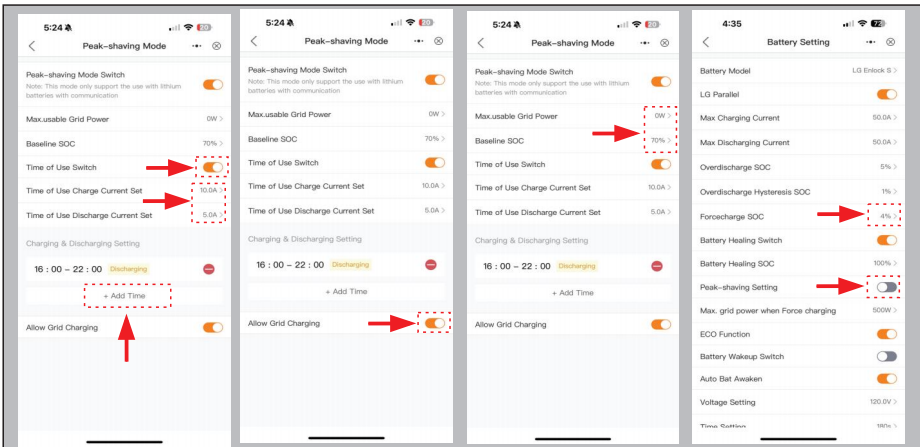 5:24
20
Peak-shaving Mode
Peak-shaving Mode Switch
Note: This mode only support the use with lithium
batteries with communication
Max.usable Grid Power 0W >
Baseline SOC 70% >
Time of Use Switch
Time of Use Charge Current Set 10.0A >
Time of Use Discharge Current Set 5.0A >
Charging & Discharging Setting
16 : 00 – 22 : 00 Discharging
+ Add Time
Allow Grid Charging
5:24
20
Peak-shaving Mode
Peak-shaving Mode Switch
Note: This mode only support the use with lithium
batteries with communication
Max.usable Grid Power 0W >
Baseline SOC 70% >
Time of Use Switch
Time of Use Charge Current Set 10.0A >
Time of Use Discharge Current Set 5.0A >
Charging & Discharging Setting
16 : 00 – 22 : 00 Discharging
+ Add Time
Allow Grid Charging
5:24
20
Peak-shaving Mode
Peak-shaving Mode Switch
Note: This mode only support the use with lithium
batteries with communication
Max.usable Grid Power 0W >
Baseline SOC 70% >
Time of Use Switch
Time of Use Charge Current Set 10.0A >
Time of Use Discharge Current Set 5.0A >
Charging & Discharging Setting
16 : 00 – 22 : 00 Discharging
+ Add Time
Allow Grid Charging
4:35
72
Battery Setting
Battery Model LG Enlock S >
LG Parallel
Max Charging Current 50.0A >
Max Discharging Current 50.0A >
Overdischarge SOC 5% >
Overdischarge Hysteresis SOC 1% >
Forcecharge SOC 4% >
Battery Healing Switch
Battery Healing SOC 100% >
Peak-shaving Setting
Max. grid power when Force charging 500W >
ECO Function
Battery Wakeup Switch
Auto Bat Awaken
Voltage Setting 120.0V >
Time Setting 180s >